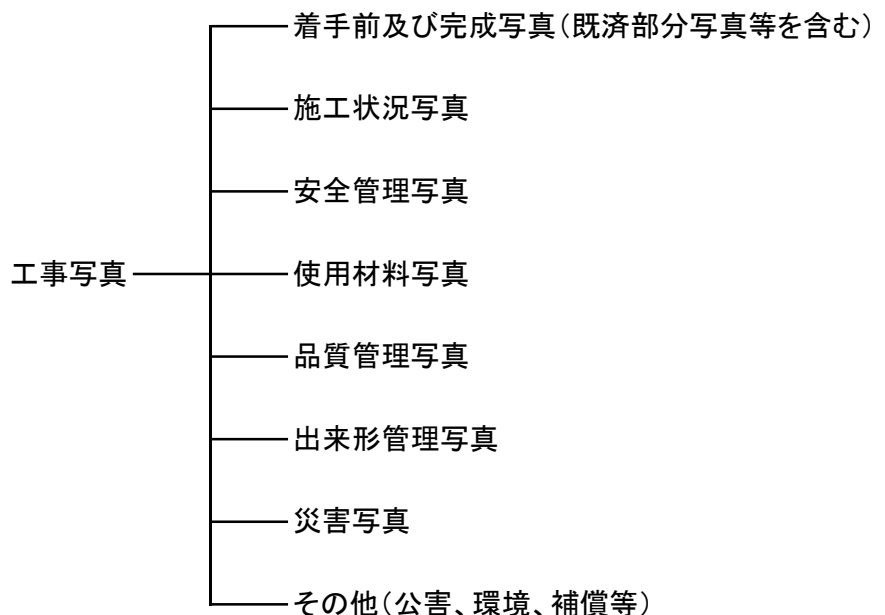 着手前及び完成写真(既済部分写真等を含む)
施工状況写真
安全管理写真
工事写真
使用材料写真
品質管理写真
出来形管理写真
災害写真
その他(公害、環境、補償等)